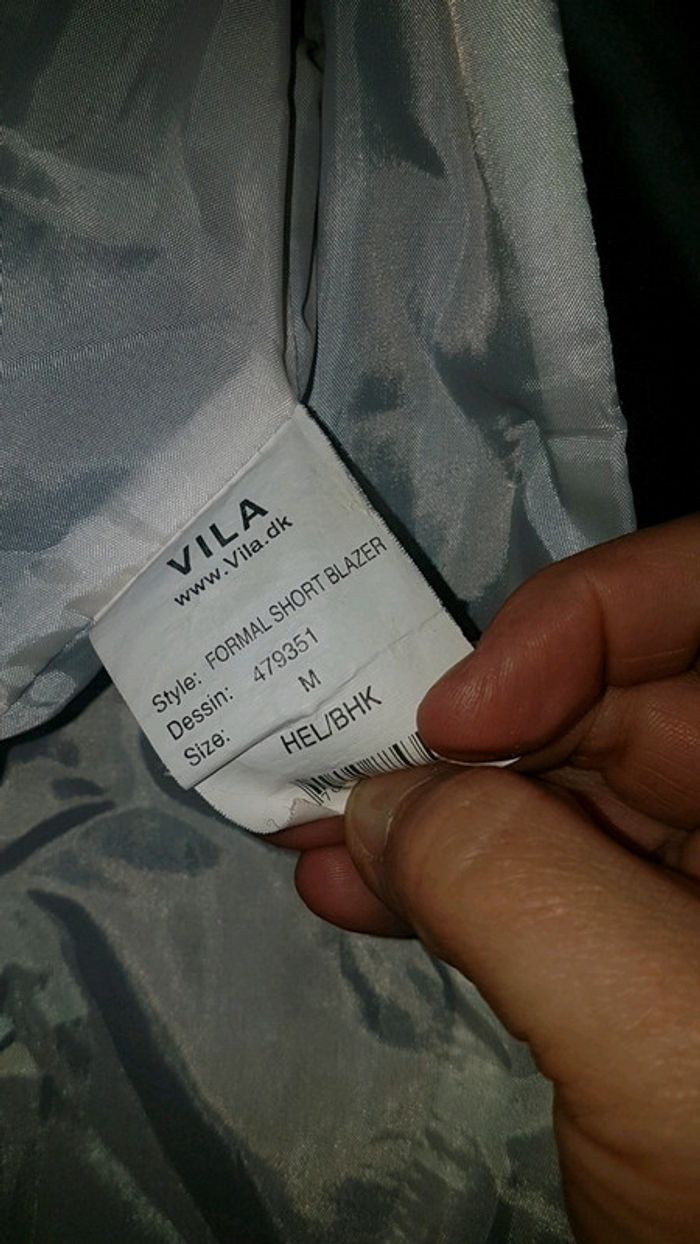 VILA
www.Vila.dk
Style: FORMAL SHORT BLAZER
Dessin: 479351
Size: M
HEL/BHK